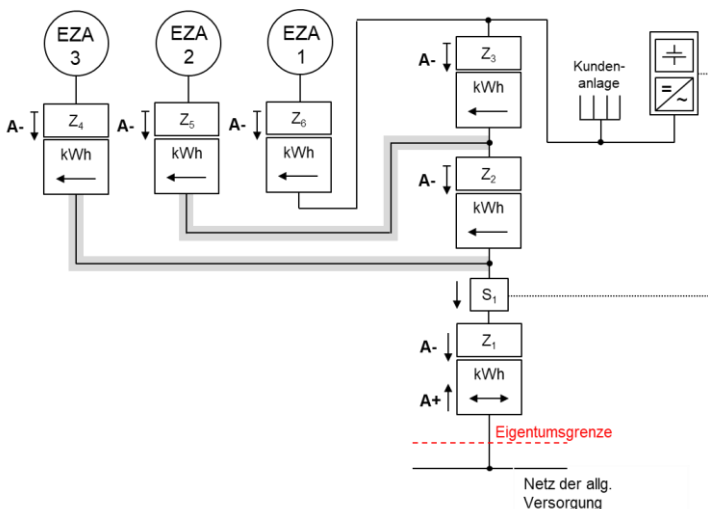 EZA
3
EZA
2
EZA
1
A-
Z4
kWh
A-
Z5
kWh
A-
Z6
kWh
A-
Z3
kWh
Kunden-
anlage
=
~
A-
Z2
kWh
S1
A-
Z1
kWh
A+
Eigentumsgrenze
Netz der allg.
Versorgung